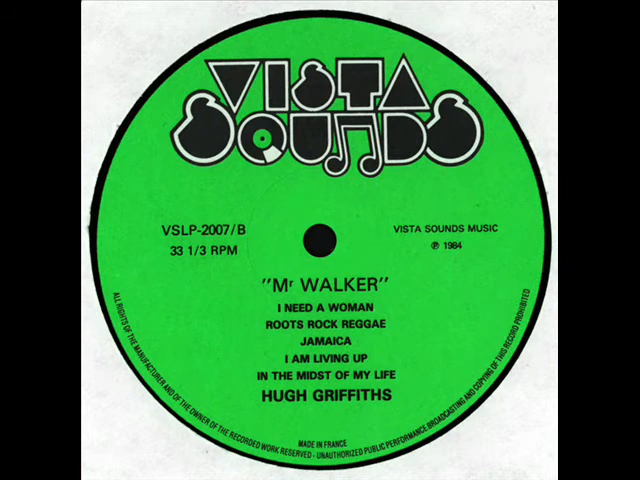 VISTA
SOUNDS
VSLP-2007/B
33 1/3 RPM
VISTA SOUNDS MUSIC
℗ 1984
"Mr WALKER"
I NEED A WOMAN
ROOTS ROCK REGGAE
JAMAICA
I AM LIVING UP
IN THE MIDST OF MY LIFE
HUGH GRIFFITHS
MADE IN FRANCE
ALL RIGHTS OF THE MANUFACTURER AND OF THE OWNER OF THE RECORDED WORK RESERVED - UNAUTHORIZED PUBLIC PERFORMANCE BROADCASTING AND COPYING OF THIS RECORD PROHIBITED